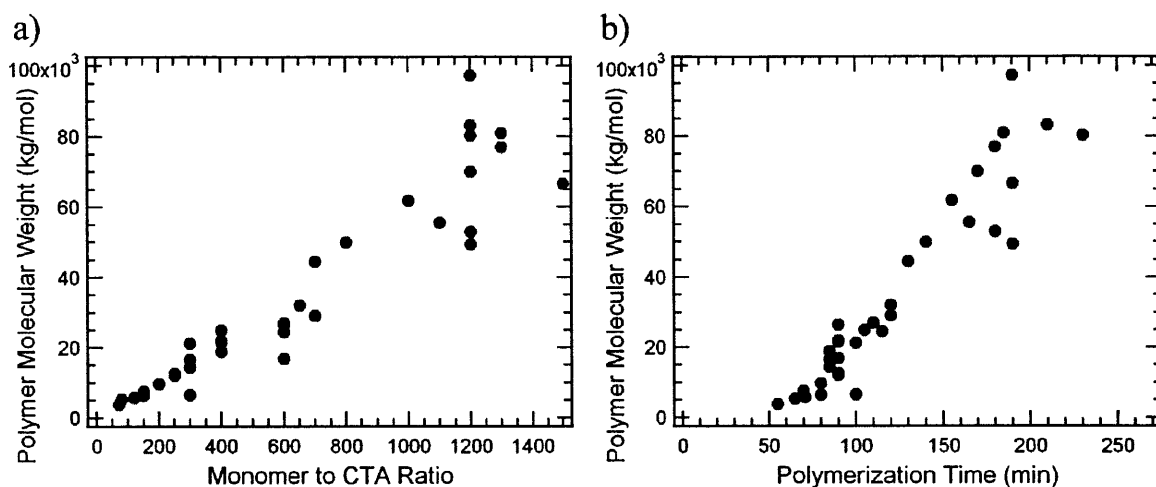 a)
100x10³
80
60
40
20
0
Polymer Molecular Weight (kg/mol)
0 200 400 600 800 1000 1200 1400
Monomer to CTA Ratio
b)
100x10³
80
60
40
20
0
Polymer Molecular Weight (kg/mol)
0 50 100 150 200 250
Polymerization Time (min)